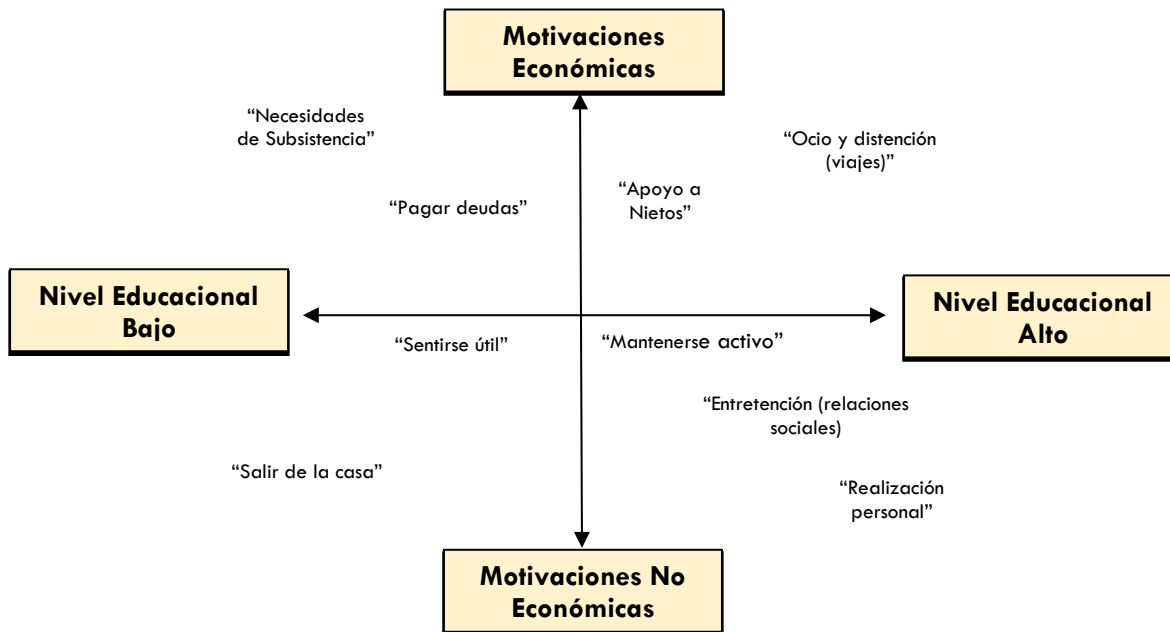 Motivaciones
Económicas
“Necesidades
de Subsistencia”
“Ocio y distención
(viajes)”
“Apoyo a
Nietos”
“Pagar deudas”
Nivel Educacional
Bajo
Nivel Educacional
Alto
“Sentirse útil”
“Mantenerse activo”
“Entretención (relaciones
sociales)
“Salir de la casa”
“Realización
personal”
Motivaciones No
Económicas